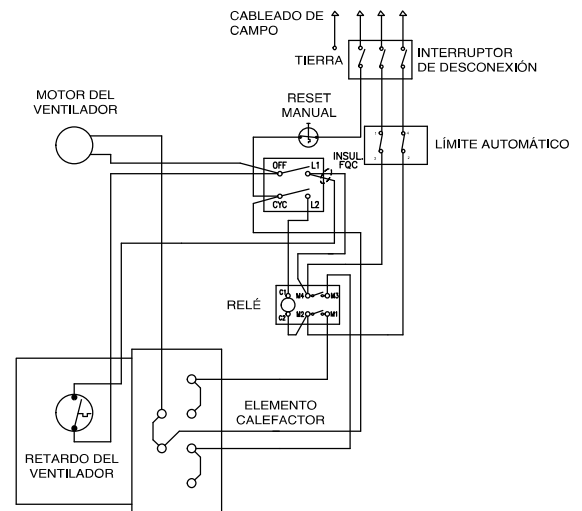 CABLEADO DE
CAMPO
TIERRA
INTERRUPTOR
DE DESCONEXIÓN
MOTOR DEL
VENTILADOR
RESET
MANUAL
LÍMITE AUTOMÁTICO
INSUL.
FQC
OFF
L1
CYC
L2
RELÉ
C1
M4
M3
C2
M2
M1
ELEMENTO
CALEFACTOR
RETARDO DEL
VENTILADOR